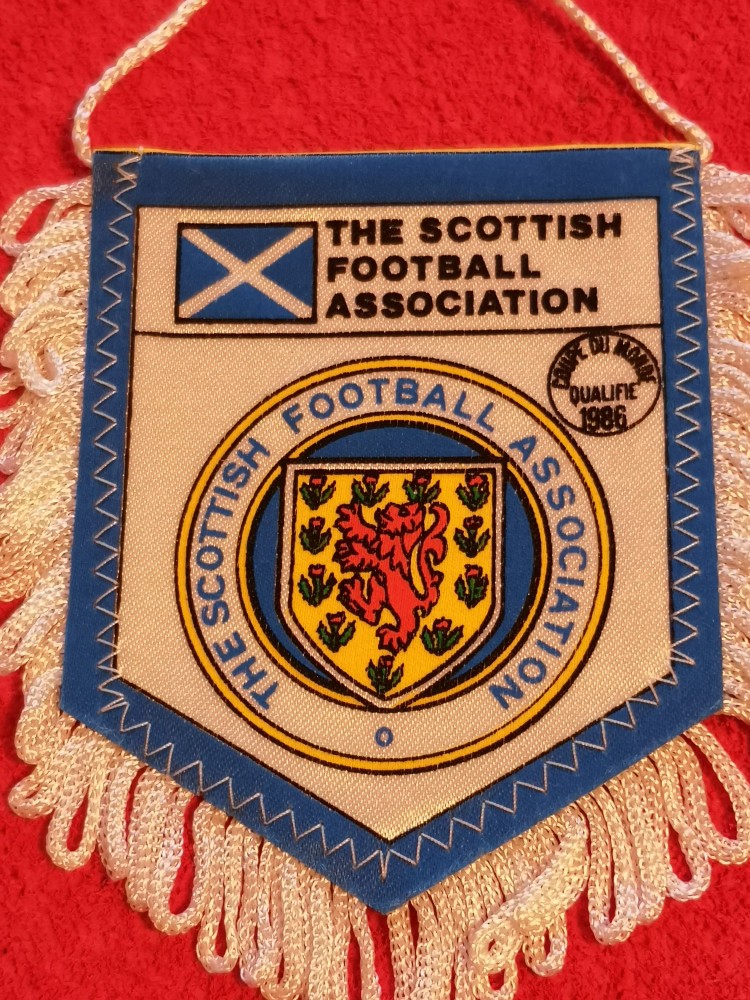 THE SCOTTISH
FOOTBALL
ASSOCIATION
COUPE DU MONDE
QUALIFIE
1986
THE SCOTTISH FOOTBALL ASSOCIATION
O